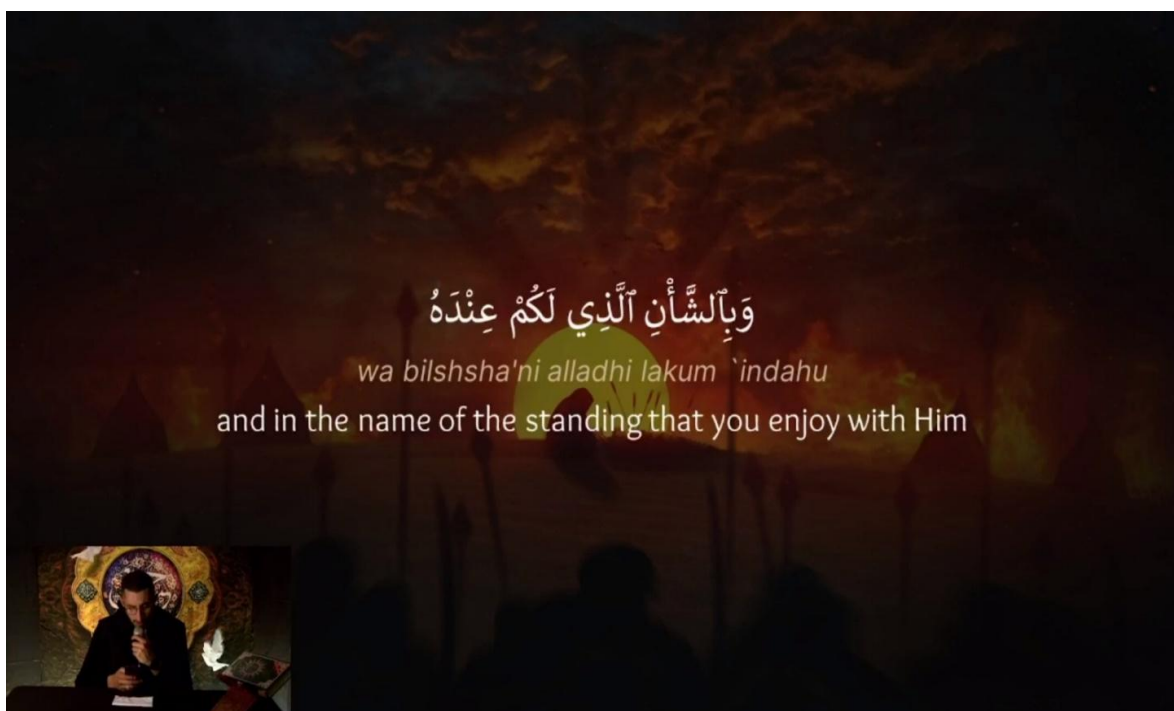 وَبِٱلشَّأْنِ ٱلَّذِي لَكُمْ عِنْدَهُ
wa bilshsha'ni alladhi lakum `indahu
and in the name of the standing that you enjoy with Him